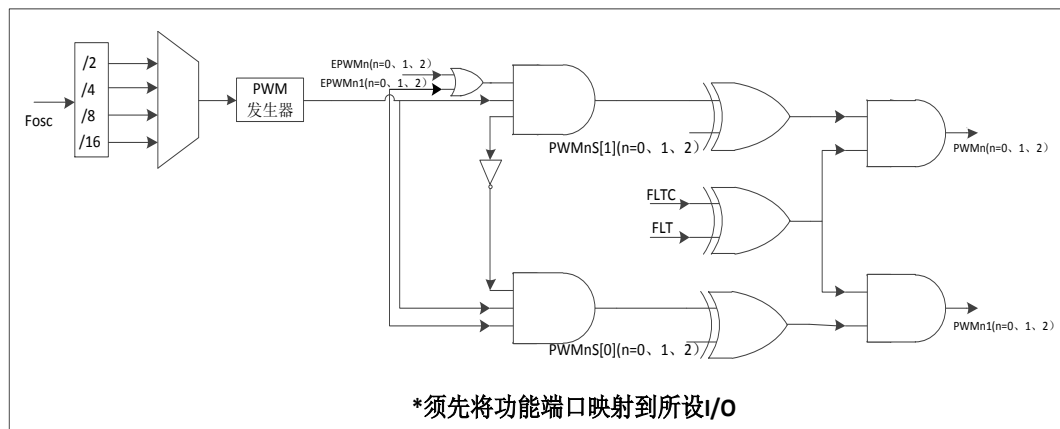 Fosc
/2
/4
/8
/16
PWM
发生器
EPWMn(n=0、1、2)
EPWMn1(n=0、1、2)
PWMnS[1](n=0、1、2)
FLTC
FLT
PWMnS[0](n=0、1、2)
PWMn(n=0、1、2)
PWMn1(n=0、1、2)
*须先将功能端口映射到所设I/O